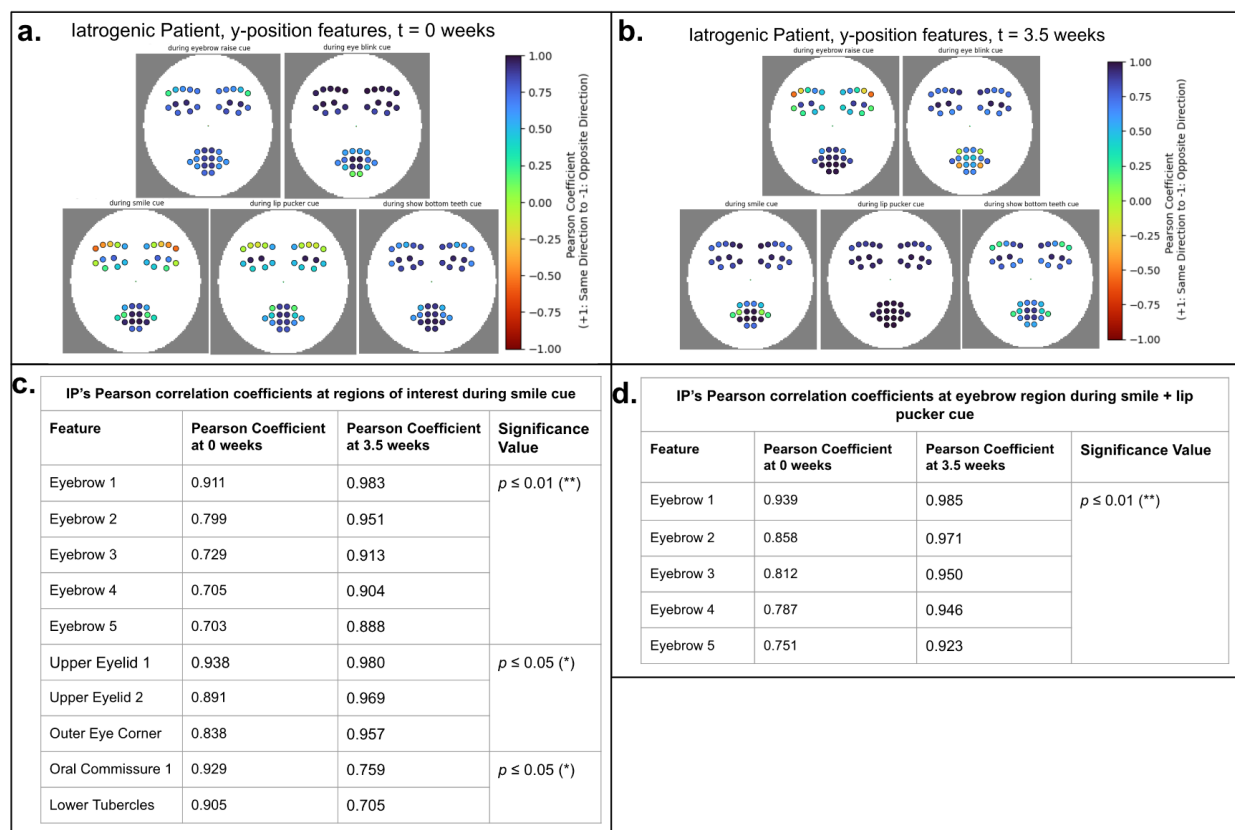 a.
Iatrogenic Patient, y-position features, t = 0 weeks
during eyebrow raise cue
during eye blink cue
during smile cue
during lip pucker cue
during show bottom teeth cue
1.00
0.75
0.50
0.25
0.00
−0.25
−0.50
−0.75
−1.00
Pearson Coefficient
(+1: Same Direction to -1: Opposite Direction)
b.
Iatrogenic Patient, y-position features, t = 3.5 weeks
during eyebrow raise cue
during eye blink cue
during smile cue
during lip pucker cue
during show bottom teeth cue
1.00
0.75
0.50
0.25
0.00
−0.25
−0.50
−0.75
−1.00
Pearson Coefficient
(+1: Same Direction to -1: Opposite Direction)
c.
IP's Pearson correlation coefficients at regions of interest during smile cue
Feature Pearson Coefficient at 0 weeks Pearson Coefficient at 3.5 weeks Significance Value
Eyebrow 1 0.911 0.983 p ≤ 0.01 (**)
Eyebrow 2 0.799 0.951
Eyebrow 3 0.729 0.913
Eyebrow 4 0.705 0.904
Eyebrow 5 0.703 0.888
Upper Eyelid 1 0.938 0.980 p ≤ 0.05 (*)
Upper Eyelid 2 0.891 0.969
Outer Eye Corner 0.838 0.957
Oral Commissure 1 0.929 0.759 p ≤ 0.05 (*)
Lower Tubercles 0.905 0.705
d.
IP's Pearson correlation coefficients at eyebrow region during smile + lip
pucker cue
Feature Pearson Coefficient at 0 weeks Pearson Coefficient at 3.5 weeks Significance Value
Eyebrow 1 0.939 0.985 p ≤ 0.01 (**)
Eyebrow 2 0.858 0.971
Eyebrow 3 0.812 0.950
Eyebrow 4 0.787 0.946
Eyebrow 5 0.751 0.923